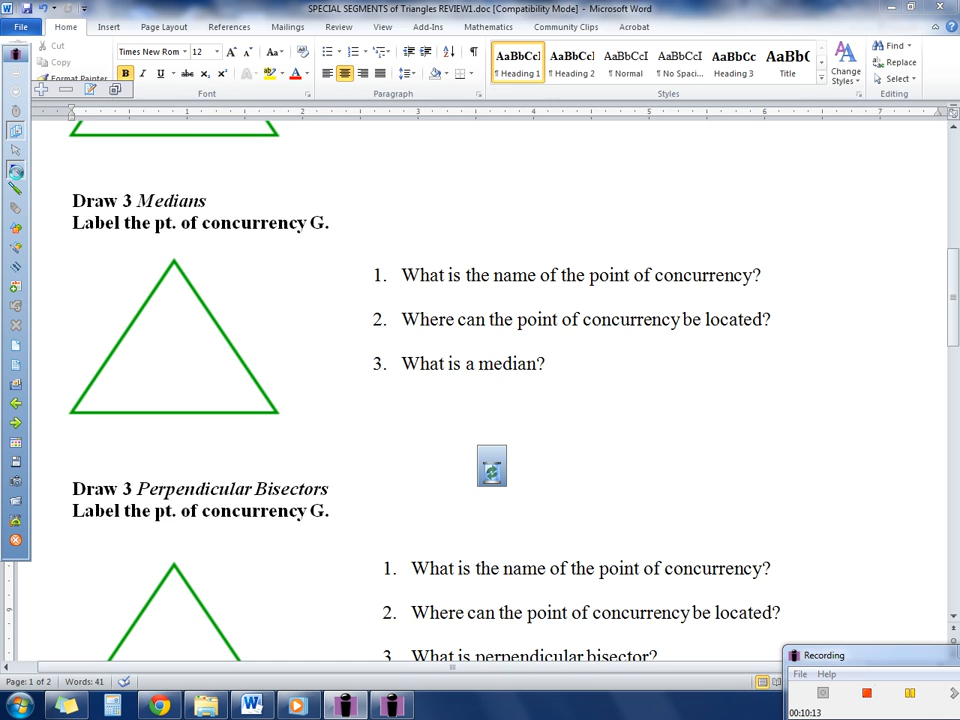 SPECIAL SEGMENTS of Triangles REVIEW1.doc [Compatibility Mode] - Microsoft Word
File Home Insert Page Layout References Mailings Review View Add-Ins Mathematics Community Clips Acrobat
Cut
Copy
Format Painter
Times New Rom 12
Font
Paragraph
AaBbCcI AaBbCcI AaBbCcI AaBbCcI AaBbCc AaBbC
Heading 1 Heading 2 Normal No Spaci... Heading 3 Title
Change Styles
Styles
Find
Replace
Select
Editing
1 2 3 4 5 6 7
Draw 3 Medians
Label the pt. of concurrency G.
1. What is the name of the point of concurrency?
2. Where can the point of concurrency be located?
3. What is a median?
Draw 3 Perpendicular Bisectors
Label the pt. of concurrency G.
1. What is the name of the point of concurrency?
2. Where can the point of concurrency be located?
3. What is perpendicular bisector?
Page: 1 of 2 Words: 41
Recording
File Help
00:10:13